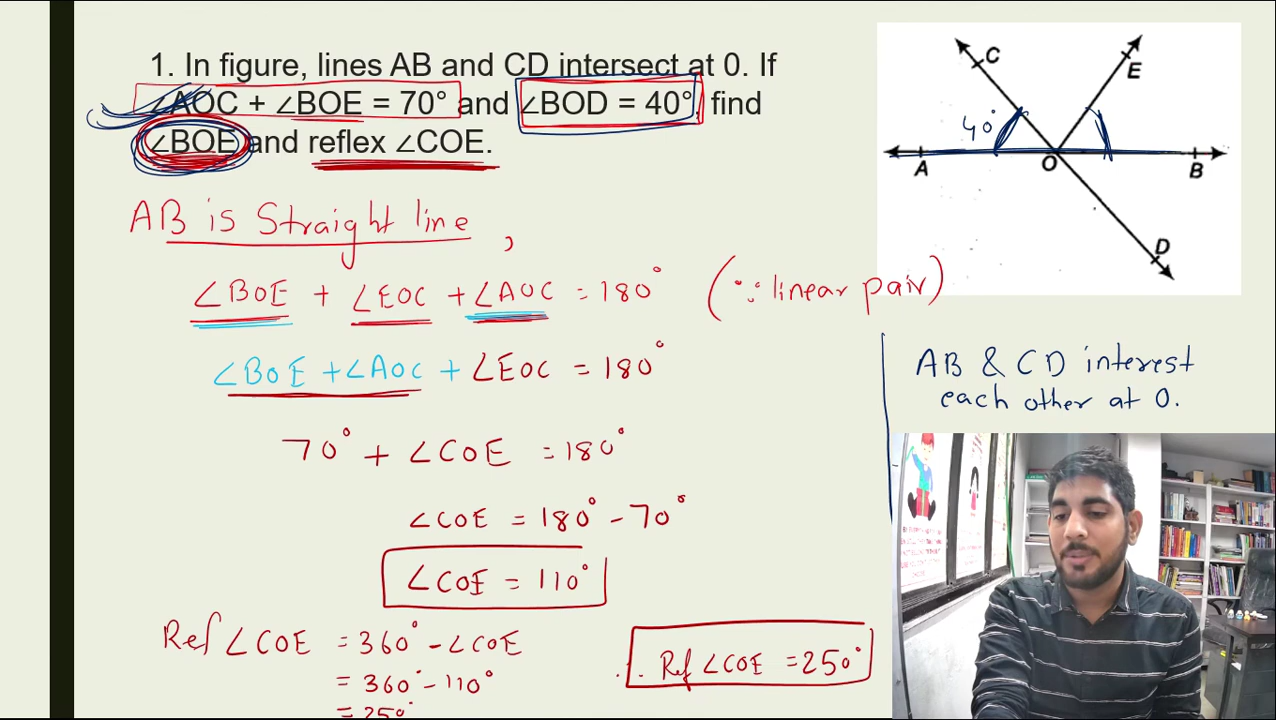 1. In figure, lines AB and CD intersect at 0. If
∠AOC + ∠BOE = 70° and ∠BOD = 40°, find
∠BOE and reflex ∠COE.
C
E
40°
A
O
B
D
AB is Straight line,
∠BOE + ∠EOC + ∠AOC = 180° (∵ linear pair)
∠BOE + ∠AOC + ∠EOC = 180°
70° + ∠COE = 180°
∠COE = 180° - 70°
∠COE = 110°
Ref ∠COE = 360° - ∠COE
= 360° - 110°
= 250°
∴ Ref ∠COE = 250°
AB & CD interest
each other at O.